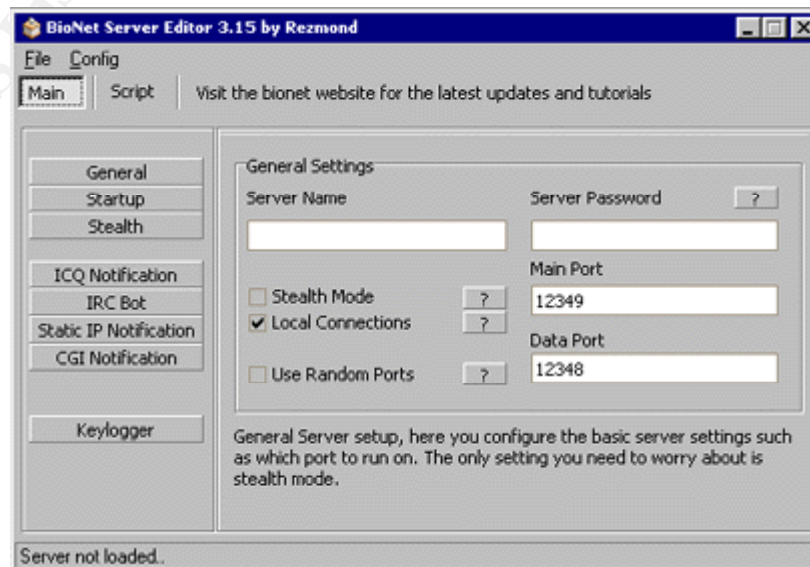 BioNet Server Editor 3.15 by Rezmond
File Config
Main Script Visit the bionet website for the latest updates and tutorials
General
Startup
Stealth
ICQ Notification
IRC Bot
Static IP Notification
CGI Notification
Keylogger
General Settings
Server Name
Server Password ?
Main Port
Stealth Mode ?
12349
Local Connections ?
Data Port
Use Random Ports ?
12348
General Server setup, here you configure the basic server settings such
as which port to run on. The only setting you need to worry about is
stealth mode.
Server not loaded..